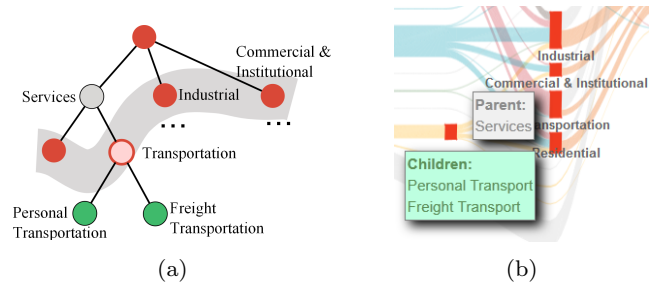 Commercial &
Institutional
Services
Industrial
...
...
Transportation
Personal
Transportation
Freight
Transportation
(a)
Industrial
Commercial & Institutional
Parent:
Services
ansportation
Residential
Children:
Personal Transport
Freight Transport
(b)